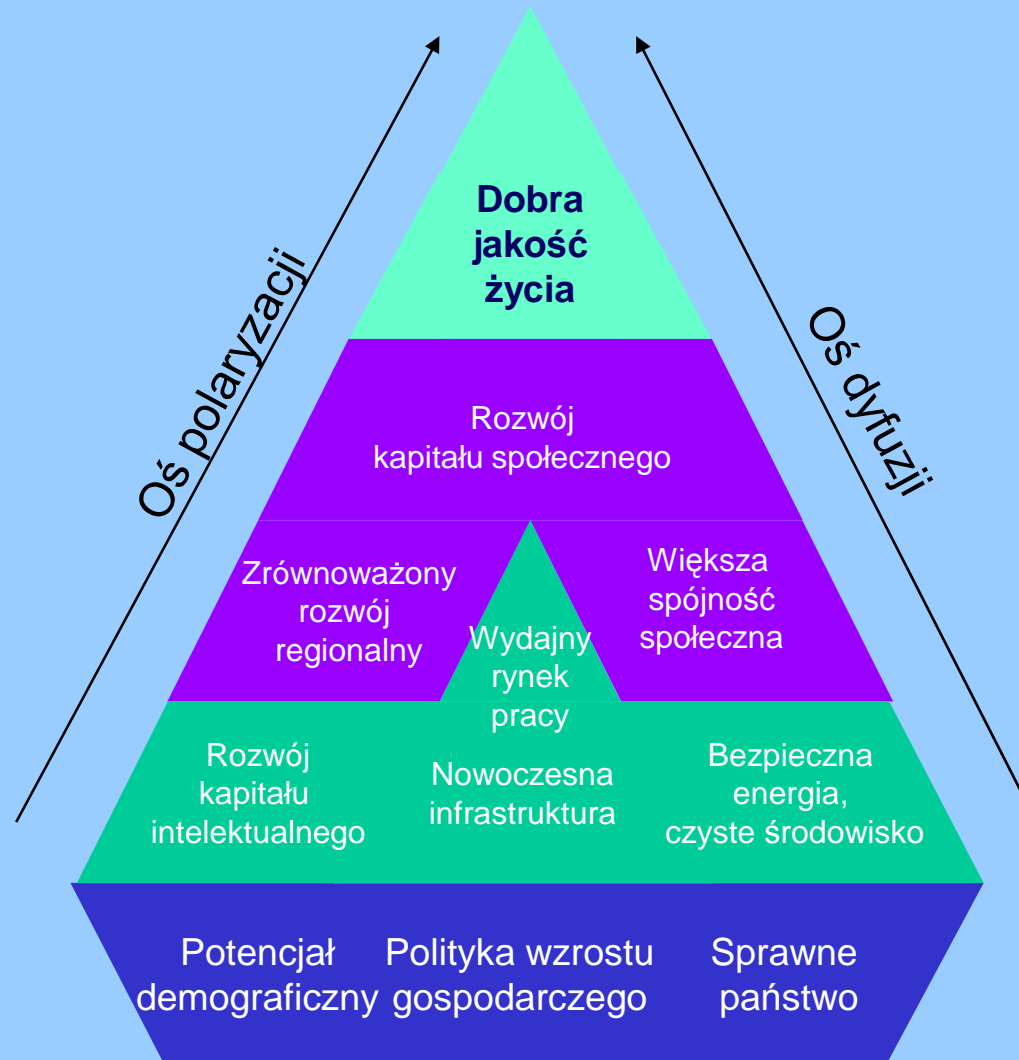 Dobra
jakość
życia
Oś polaryzacji
Oś dyfuzji
Rozwój
kapitału społecznego
Zrównoważony
rozwój
regionalny
Większa
spójność
społeczna
Wydajny
rynek
pracy
Rozwój
kapitału
intelektualnego
Nowoczesna
infrastruktura
Bezpieczna
energia,
czyste środowisko
Potencjał
demograficzny
Polityka wzrostu
gospodarczego
Sprawne
państwo